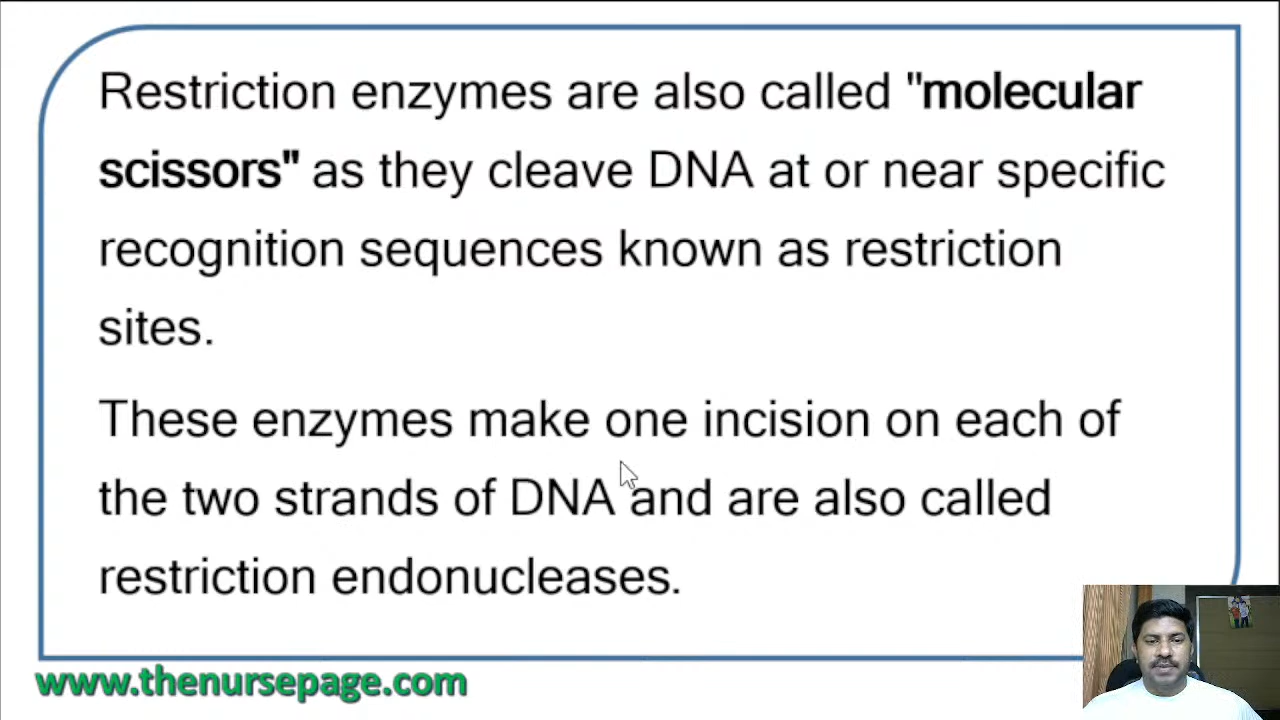 Restriction enzymes are also called "molecular
scissors" as they cleave DNA at or near specific
recognition sequences known as restriction
sites.
These enzymes make one incision on each of
the two strands of DNA and are also called
restriction endonucleases.
www.thenursepage.com